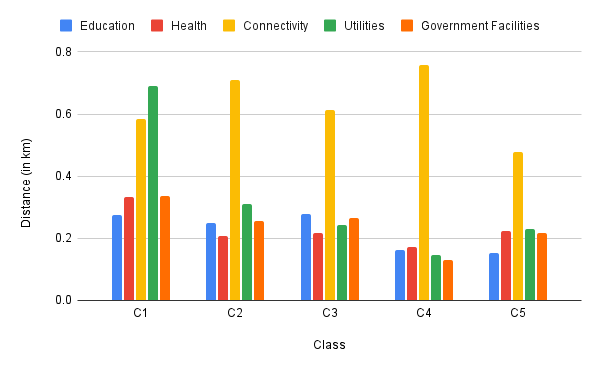 Education Health Connectivity Utilities Government Facilities
0.8
0.6
0.4
0.2
0.0
Distance (in km)
C1 C2 C3 C4 C5
Class